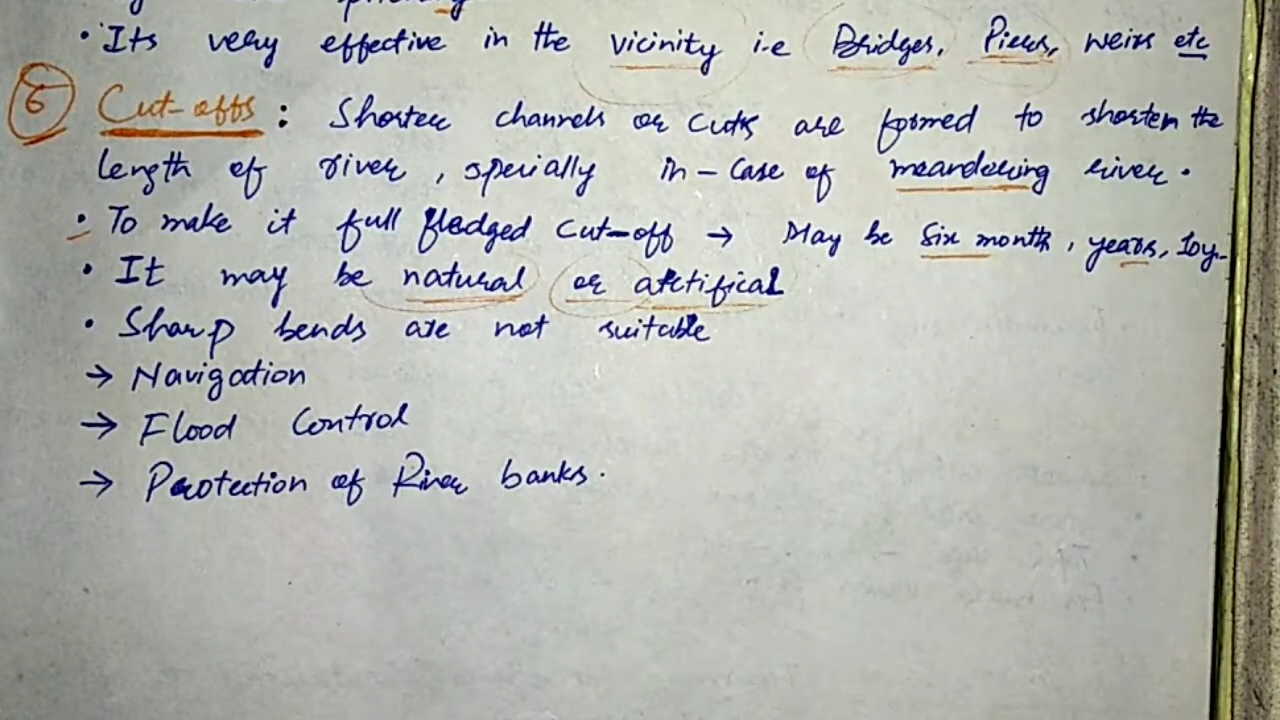 • Its very effective in the vicinity i.e Bridges, Piers, weirs etc
6 Cut-offs : Shorter channels or cuts are formed to shorten the
length of river, specially in-case of meandering river.
• To make it full fledged cut-off → May be six month, years, 10y.
• It may be natural or artifical
• Sharp bends are not suitable
→ Navigation
→ Flood Control
→ Protection of River banks.